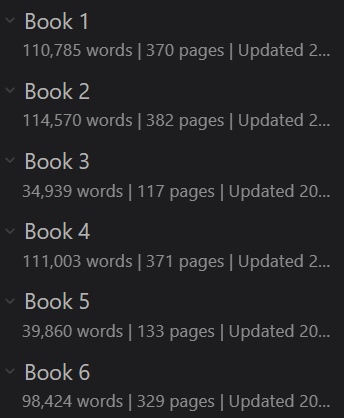 Book 1
110,785 words | 370 pages | Updated 2...
Book 2
114,570 words | 382 pages | Updated 2...
Book 3
34,939 words | 117 pages | Updated 20...
Book 4
111,003 words | 371 pages | Updated 2...
Book 5
39,860 words | 133 pages | Updated 20...
Book 6
98,424 words | 329 pages | Updated 20...